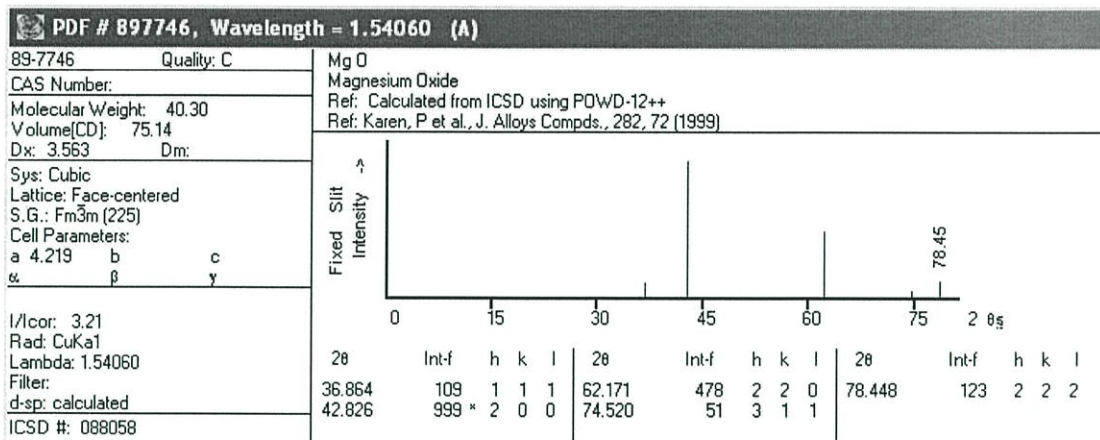 PDF # 897746, Wavelength = 1.54060 (A)
89-7746 Quality: C
CAS Number:
Molecular Weight: 40.30
Volume[CD]: 75.14
Dx: 3.563 Dm:
Sys: Cubic
Lattice: Face-centered
S.G.: Fm3̅m (225)
Cell Parameters:
a 4.219 b c
α β γ
I/Icor: 3.21
Rad: CuKa1
Lambda: 1.54060
Filter:
d-sp: calculated
ICSD #: 088058
Mg O
Magnesium Oxide
Ref: Calculated from ICSD using POWD-12++
Ref: Karen, P et al., J. Alloys Compds., 282, 72 (1999)
Fixed Slit
Intensity ->
78.45
0 15 30 45 60 75 2 θ§
2θ Int-f h k l 2θ Int-f h k l 2θ Int-f h k l
36.864 109 1 1 1 62.171 478 2 2 0 78.448 123 2 2 2
42.826 999 * 2 0 0 74.520 51 3 1 1